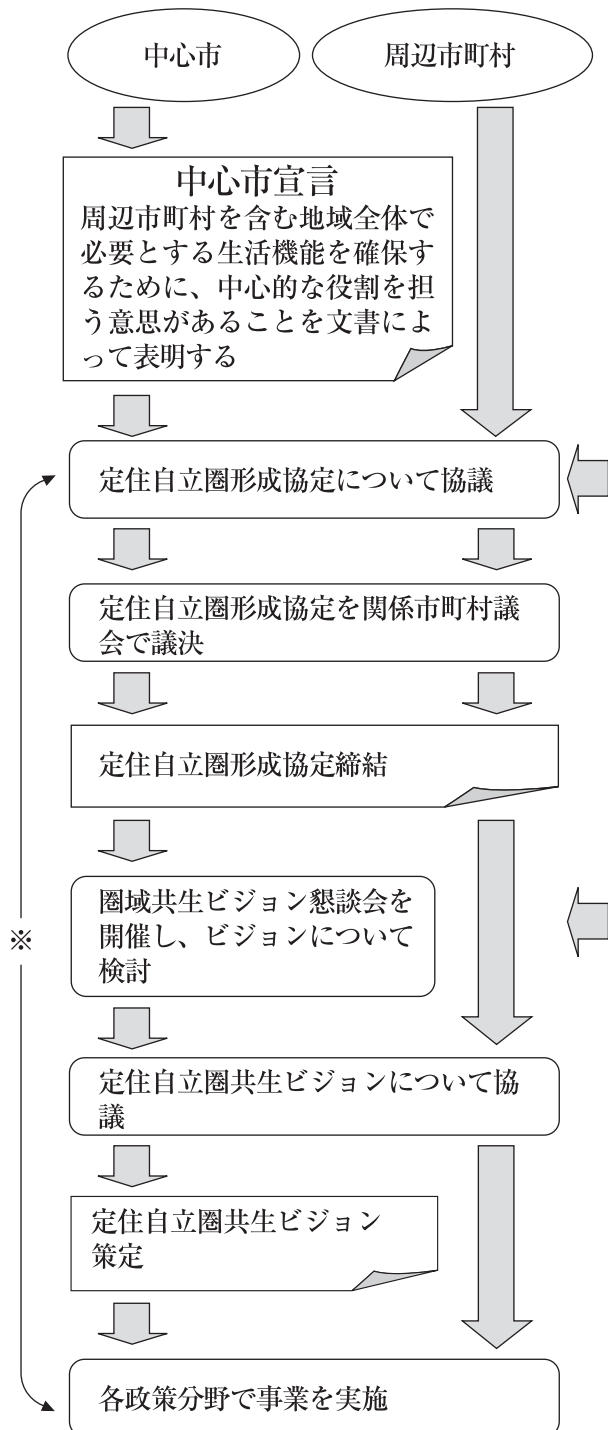 中心市
周辺市町村
中心市宣言
周辺市町村を含む地域全体で
必要とする生活機能を確保す
るために、中心的な役割を担
う意思があることを文書によ
って表明する
定住自立圏形成協定について協議
定住自立圏形成協定を関係市町村議
会で議決
定住自立圏形成協定締結
圏域共生ビジョン懇談会を
開催し、ビジョンについて
検討
※
定住自立圏共生ビジョンについて協
議
定住自立圏共生ビジョン
策定
各政策分野で事業を実施